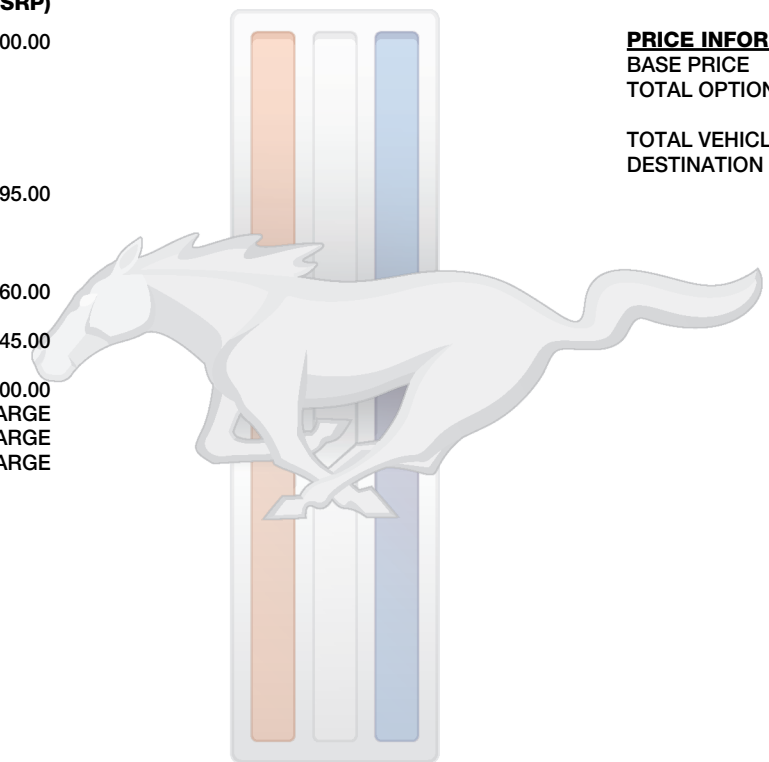 SRP)
00.00
95.00
60.00
45.00
00.00
ARGE
ARGE
ARGE
PRICE INFOR
BASE PRICE
TOTAL OPTION
TOTAL VEHICL
DESTINATION